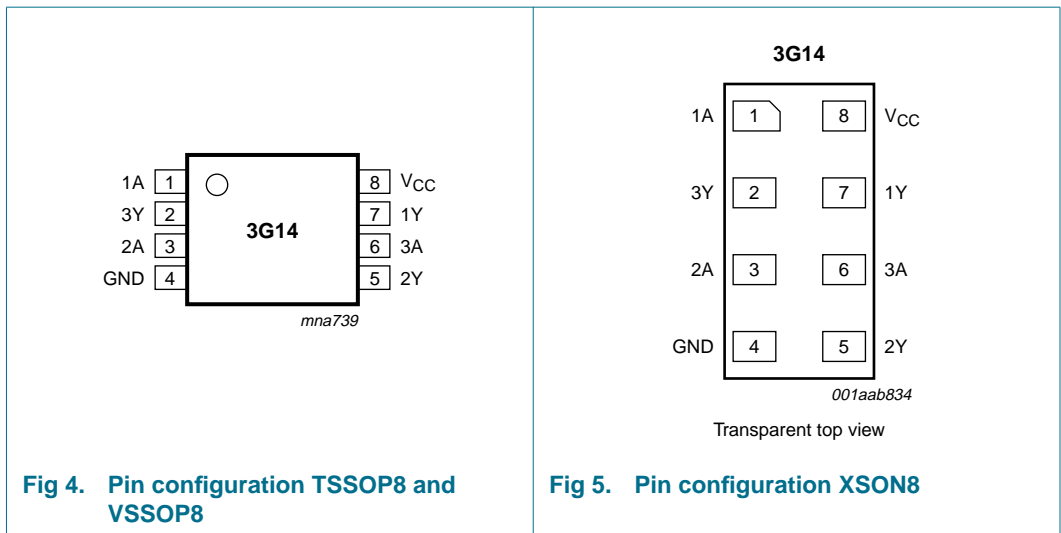 1A 1 8 VCC
3Y 2 7 1Y
3G14
2A 3 6 3A
GND 4 5 2Y
mna739
Fig 4. Pin configuration TSSOP8 and
VSSOP8
3G14
1A 1 8 VCC
3Y 2 7 1Y
2A 3 6 3A
GND 4 5 2Y
001aab834
Transparent top view
Fig 5. Pin configuration XSON8